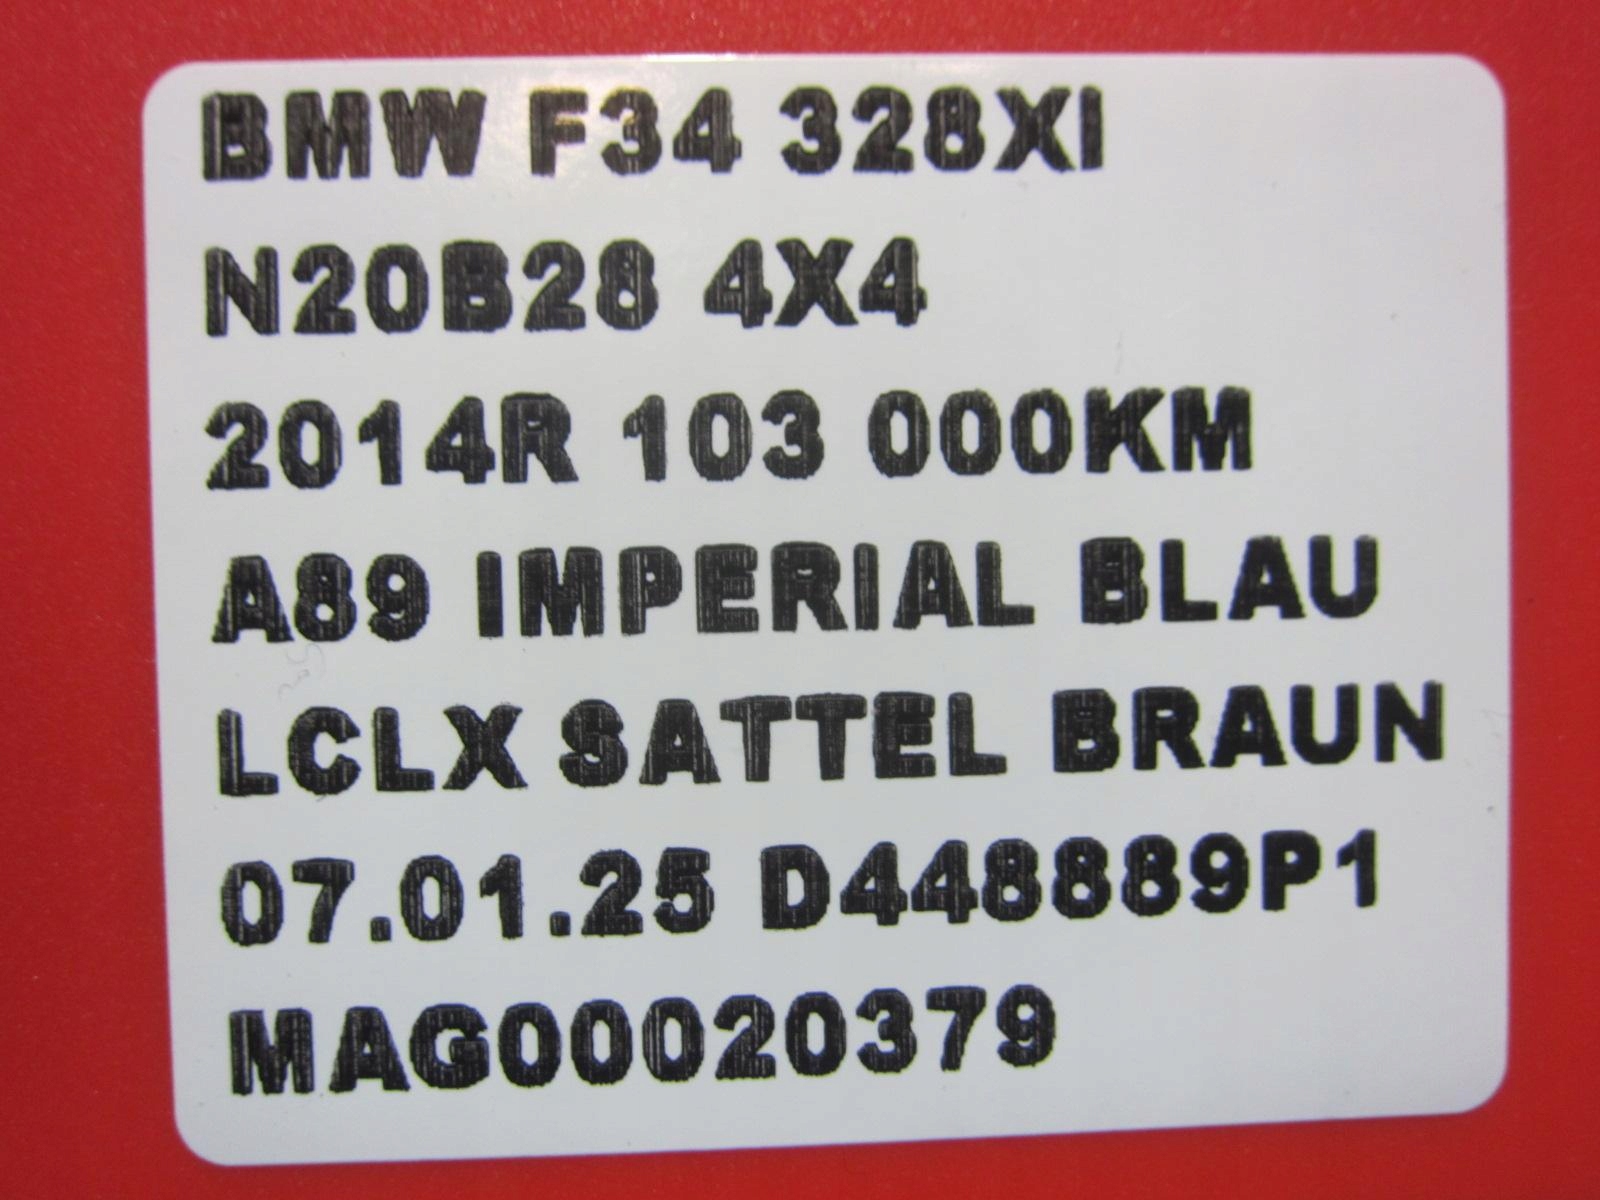 BMW F34 328XI
N20B28 4X4
2014R 103 000KM
A89 IMPERIAL BLAU
LCLX SATTEL BRAUN
07.01.25 D448889P1
MAG00020379